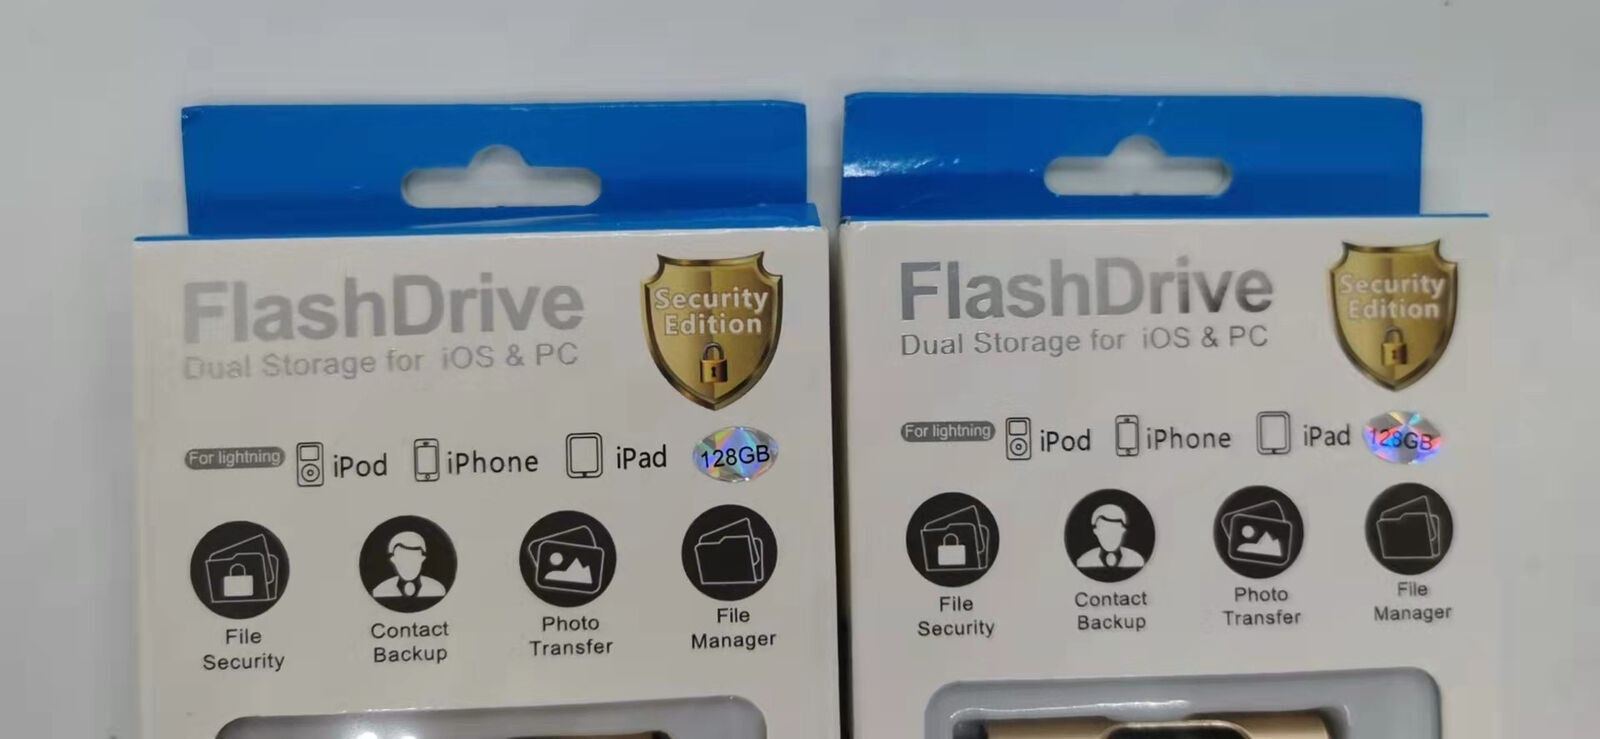 FlashDrive
Dual Storage for iOS & PC
Security
Edition
For lightning
iPod
iPhone
iPad
128GB
File
Security
Contact
Backup
Photo
Transfer
File
Manager
FlashDrive
Dual Storage for iOS & PC
Security
Edition
For lightning
iPod
iPhone
iPad
128GB
File
Security
Contact
Backup
Photo
Transfer
File
Manager